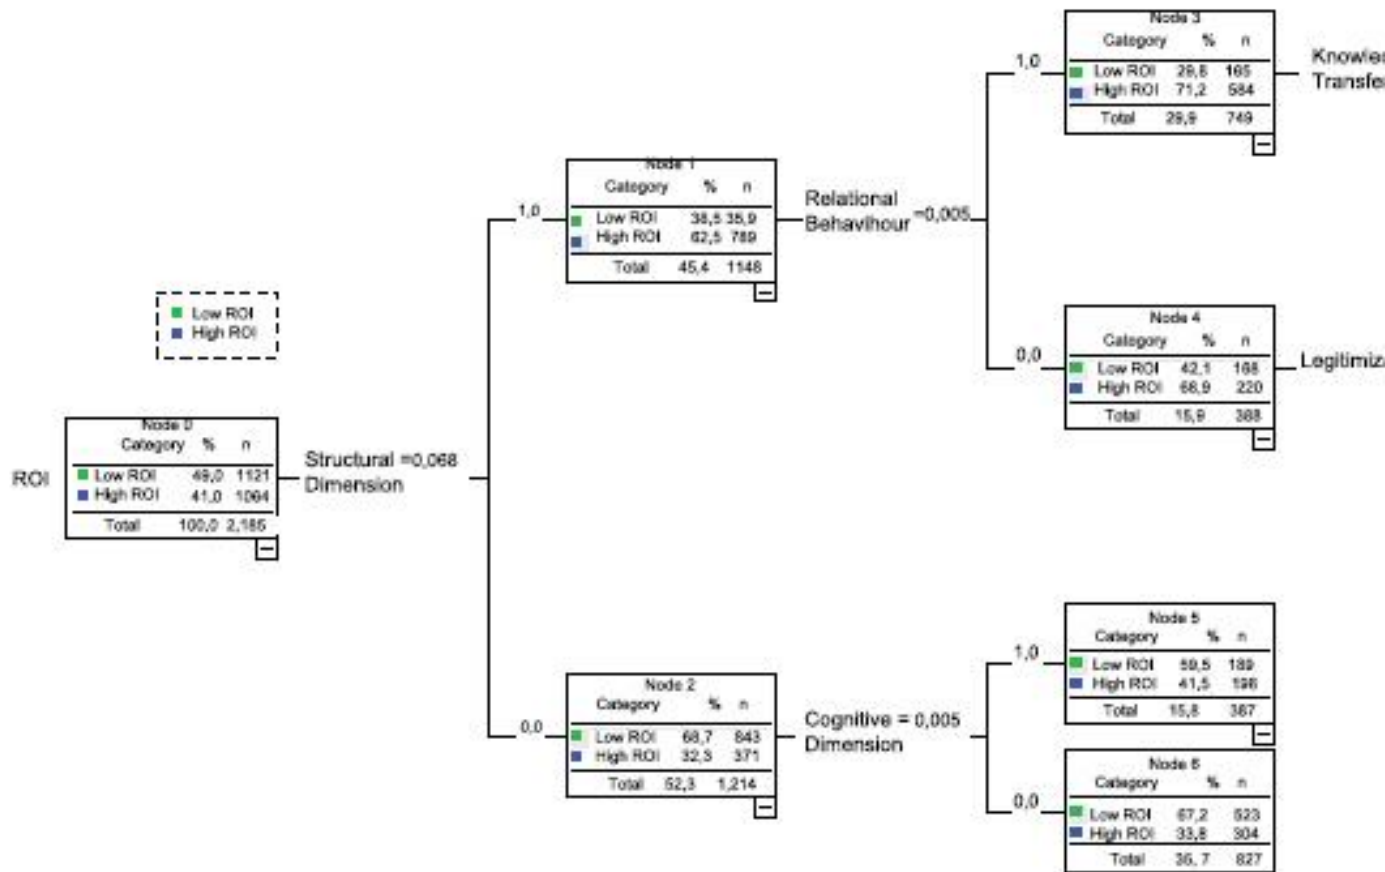 Node 3
Category % n
1,0
Low ROI 29,8 165
High ROI 71,2 584
Total 29,9 749
Knowled
Transfe
Node 1
Category % n
1,0
Low ROI 38,5 35,9
High ROI 62,5 789
Total 45,4 1148
Relational =0,005
Behavihour
Low ROI
High ROI
Node 4
Category % n
0,0
Low ROI 42,1 168
High ROI 68,9 220
Total 15,9 388
Legitimiza
Node 0
Category % n
ROI
Low ROI 49,0 1121
High ROI 41,0 1064
Total 100,0 2,185
Structural =0,068
Dimension
Node 5
Category % n
1,0
Low ROI 59,5 189
High ROI 41,5 198
Total 15,8 387
Node 2
Category % n
0,0
Low ROI 68,7 843
High ROI 32,3 371
Total 52,3 1,214
Cognitive = 0,005
Dimension
Node 6
Category % n
0,0
Low ROI 67,2 523
High ROI 33,8 304
Total 36,7 827